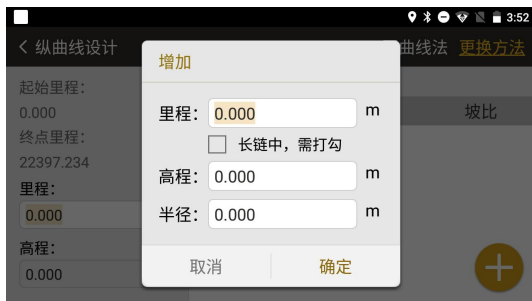 3:52
纵曲线设计
曲线法 更换方法
起始里程：
0.000
终点里程：
22397.234
里程：
0.000
高程：
0.000
坡比
增加
里程： 0.000 m
长链中，需打勾
高程： 0.000 m
半径： 0.000 m
取消 确定